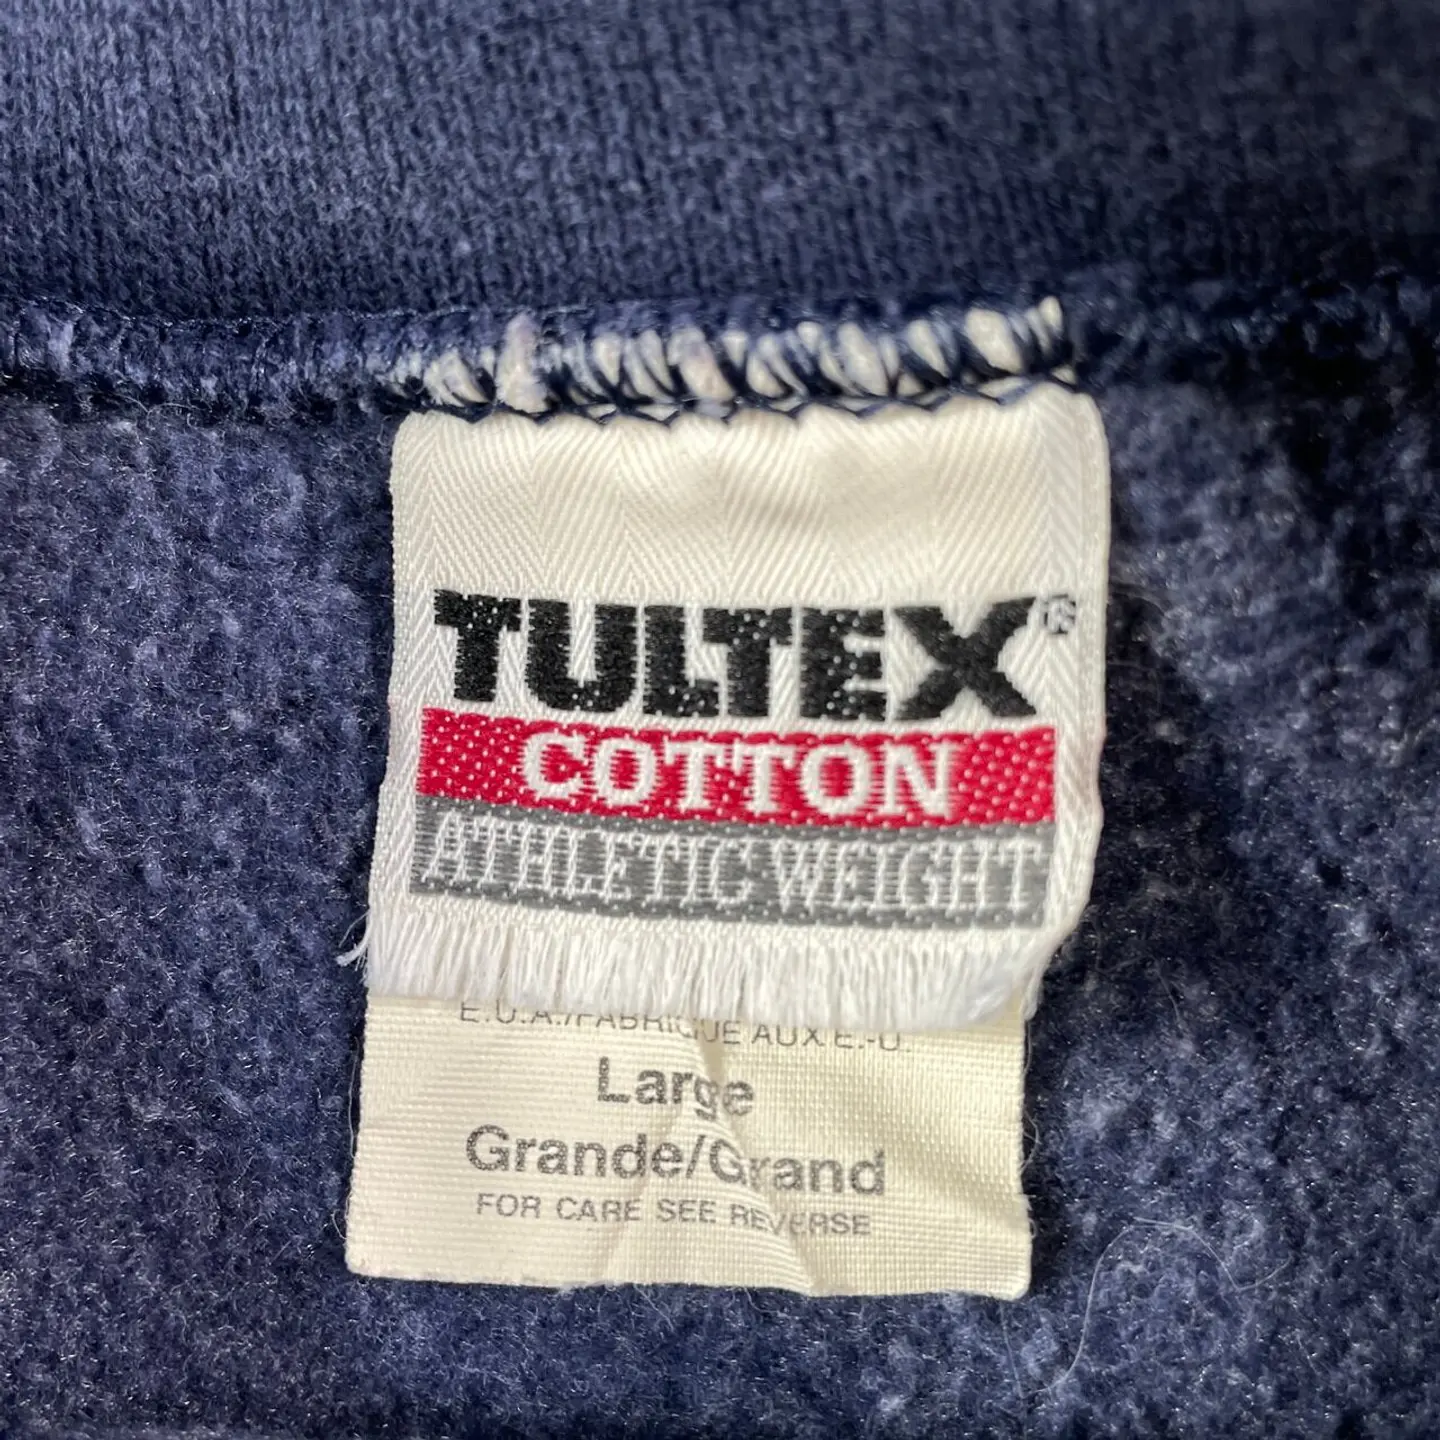 TULTEX®
COTTON
ATHLETIC WEIGHT
E.U.A./FABRIQUE AUX E.-U.
Large
Grande/Grand
FOR CARE SEE REVERSE